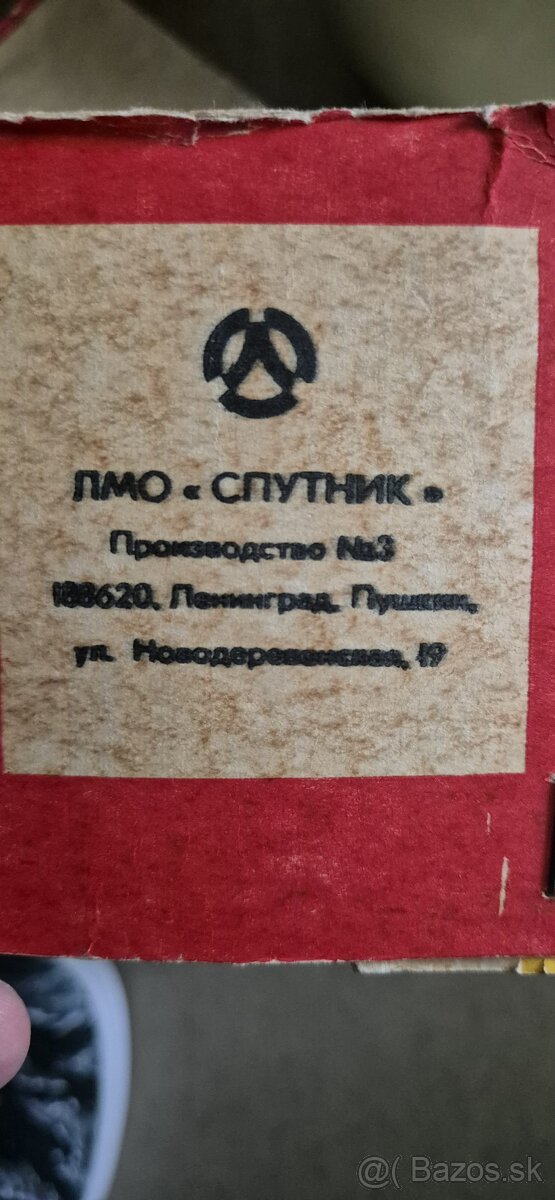 ЛМО « СПУТНИК »
Производство №3
188620, Ленинград, Пушкин,
ул. Новодеревенская, 19
@( Bazos.sk